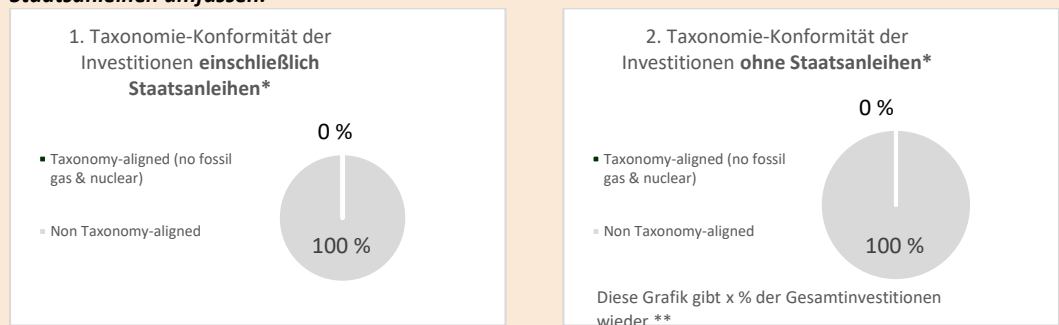 Staatsanleihen umfassen.
1. Taxonomie-Konformität der
Investitionen einschließlich
Staatsanleihen*
0 %
Taxonomy-aligned (no fossil
gas & nuclear)
Non Taxonomy-aligned
100 %
2. Taxonomie-Konformität der
Investitionen ohne Staatsanleihen*
0 %
Taxonomy-aligned (no fossil
gas & nuclear)
Non Taxonomy-aligned
100 %
Diese Grafik gibt x % der Gesamtinvestitionen
wieder.**